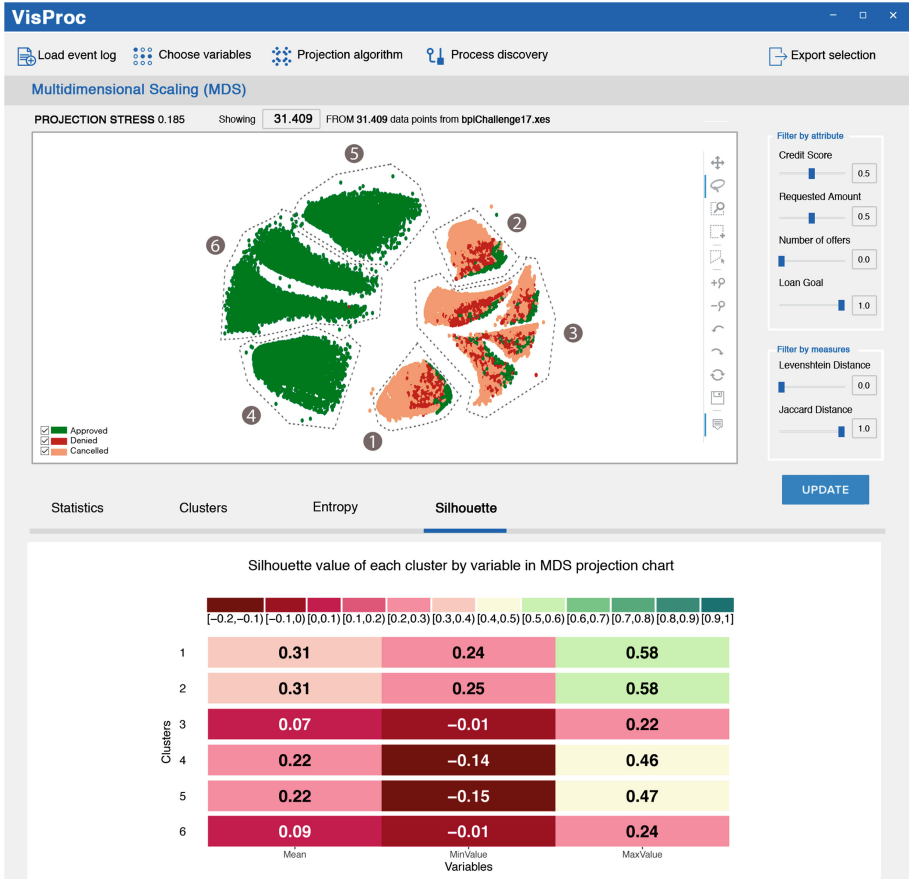 VisProc
Load event log Choose variables Projection algorithm Process discovery Export selection
Multidimensional Scaling (MDS)
PROJECTION STRESS 0.185 Showing 31.409 FROM 31.409 data points from bpiChallenge17.xes
Filter by attribute
Credit Score
0.5
Requested Amount
0.5
Number of offers
0.0
Loan Goal
1.0
Filter by measures
Levenshtein Distance
0.0
Jaccard Distance
1.0
UPDATE
5
2
6
3
4
1
Approved
Denied
Cancelled
Statistics Clusters Entropy Silhouette
Silhouette value of each cluster by variable in MDS projection chart
[−0.2,−0.1) [−0.1,0) [0,0.1) [0.1,0.2) [0.2,0.3) [0.3,0.4) [0.4,0.5) [0.5,0.6) [0.6,0.7) [0.7,0.8) [0.8,0.9) [0.9,1]
1 0.31 0.24 0.58
2 0.31 0.25 0.58
3 0.07 −0.01 0.22
4 0.22 −0.14 0.46
5 0.22 −0.15 0.47
6 0.09 −0.01 0.24
Clusters
Mean MinValue MaxValue
Variables